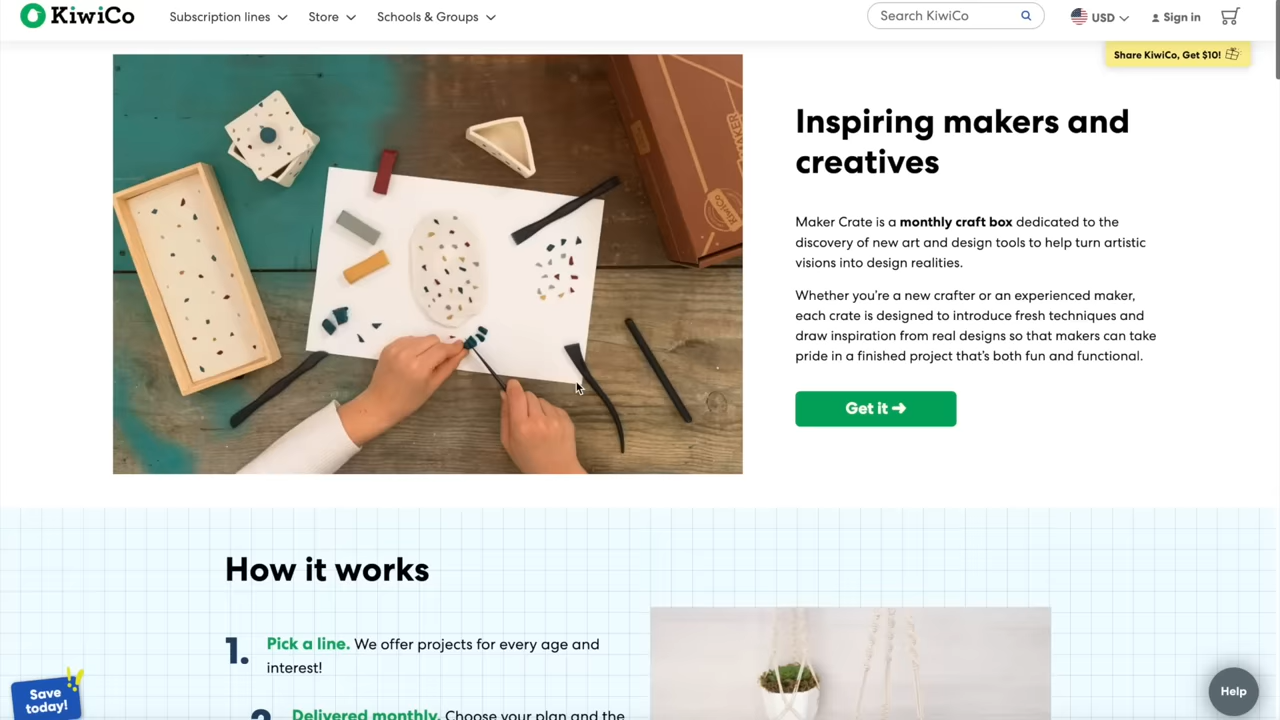 KiwiCo
Subscription lines
Store
Schools & Groups
Search KiwiCo
USD
Sign in
Share KiwiCo, Get $10!
Inspiring makers and
creatives
Maker Crate is a monthly craft box dedicated to the
discovery of new art and design tools to help turn artistic
visions into design realities.
Whether you're a new crafter or an experienced maker,
each crate is designed to introduce fresh techniques and
draw inspiration from real designs so that makers can take
pride in a finished project that's both fun and functional.
Get it →
How it works
1. Pick a line. We offer projects for every age and
interest!
Delivered monthly. Choose your plan and the
Save
today!
Help